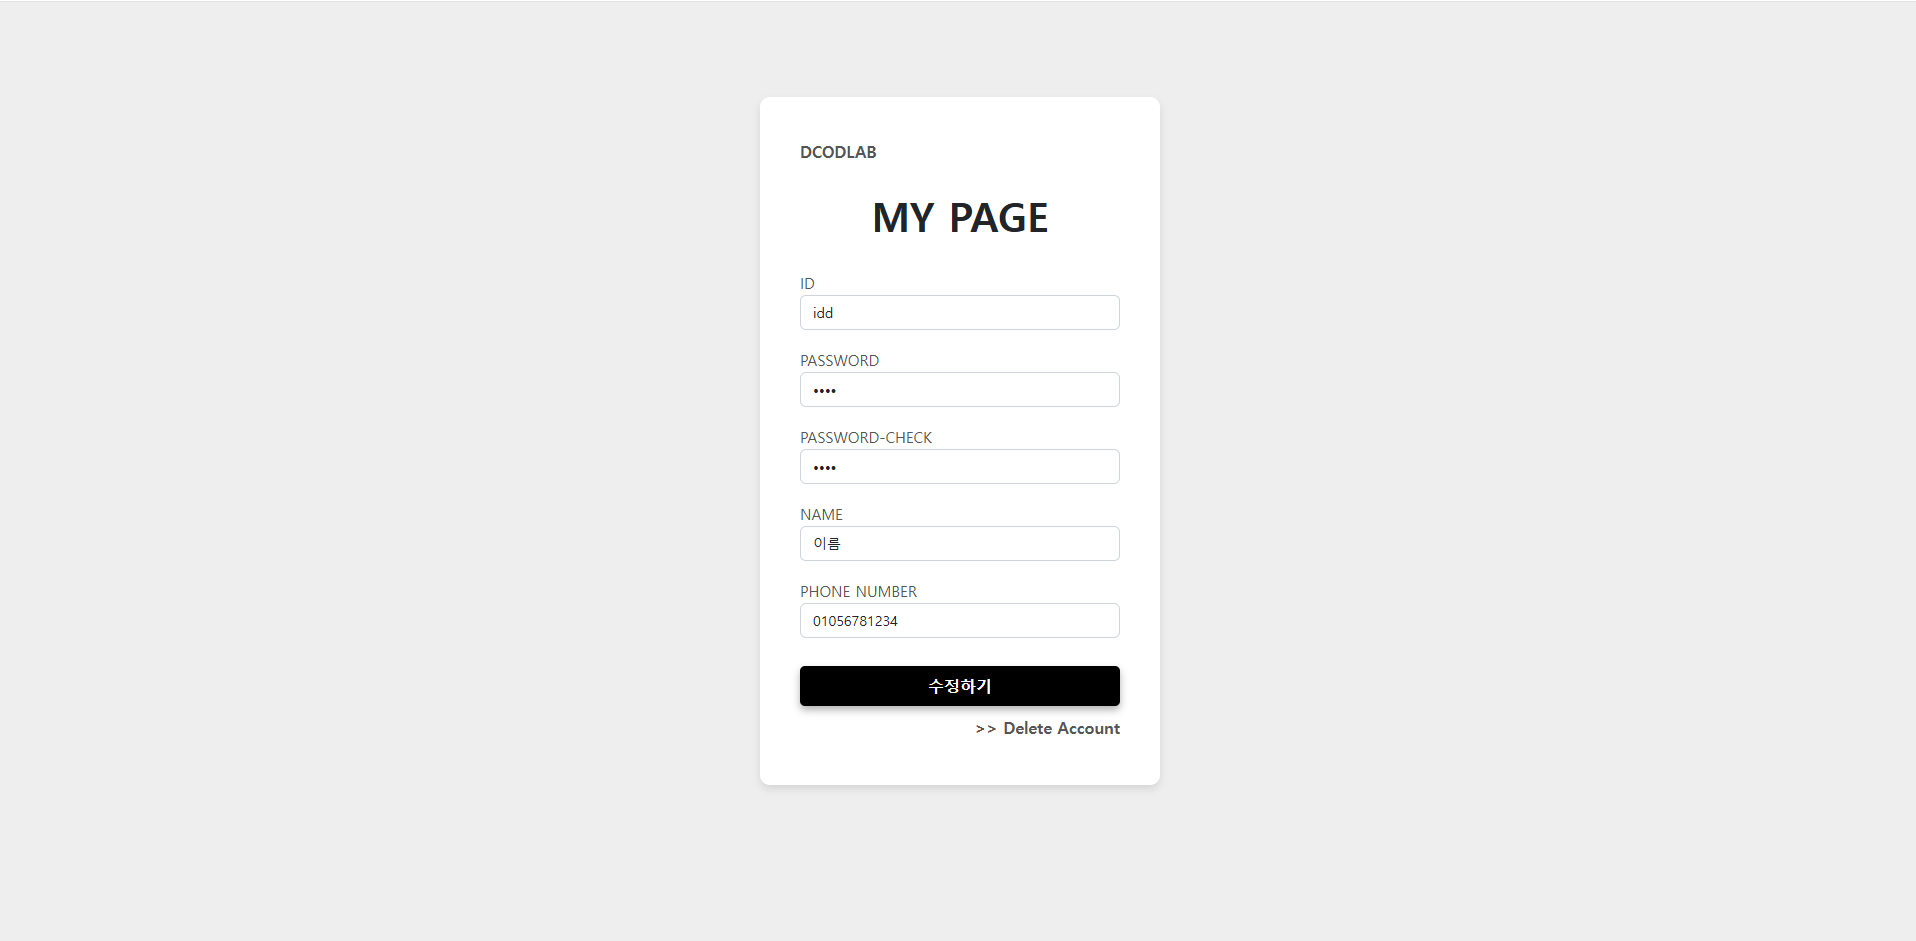 DCODLAB
MY PAGE
ID
idd
PASSWORD
••••
PASSWORD-CHECK
••••
NAME
이름
PHONE NUMBER
01056781234
수정하기
>> Delete Account